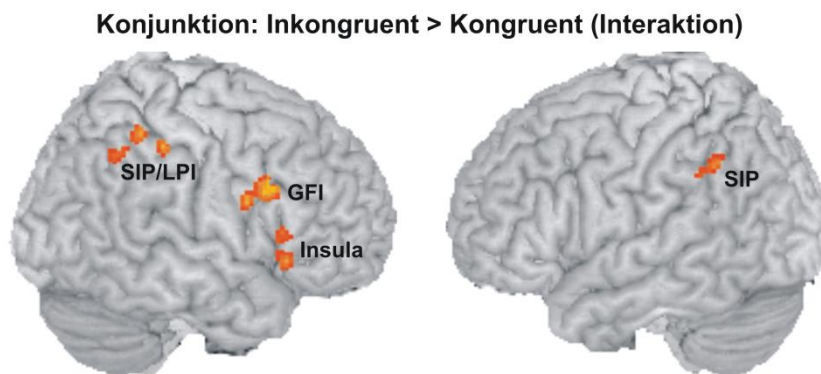 Konjunktion: Inkongruent > Kongruent (Interaktion)
SIP/LPI
GFI
Insula
SIP